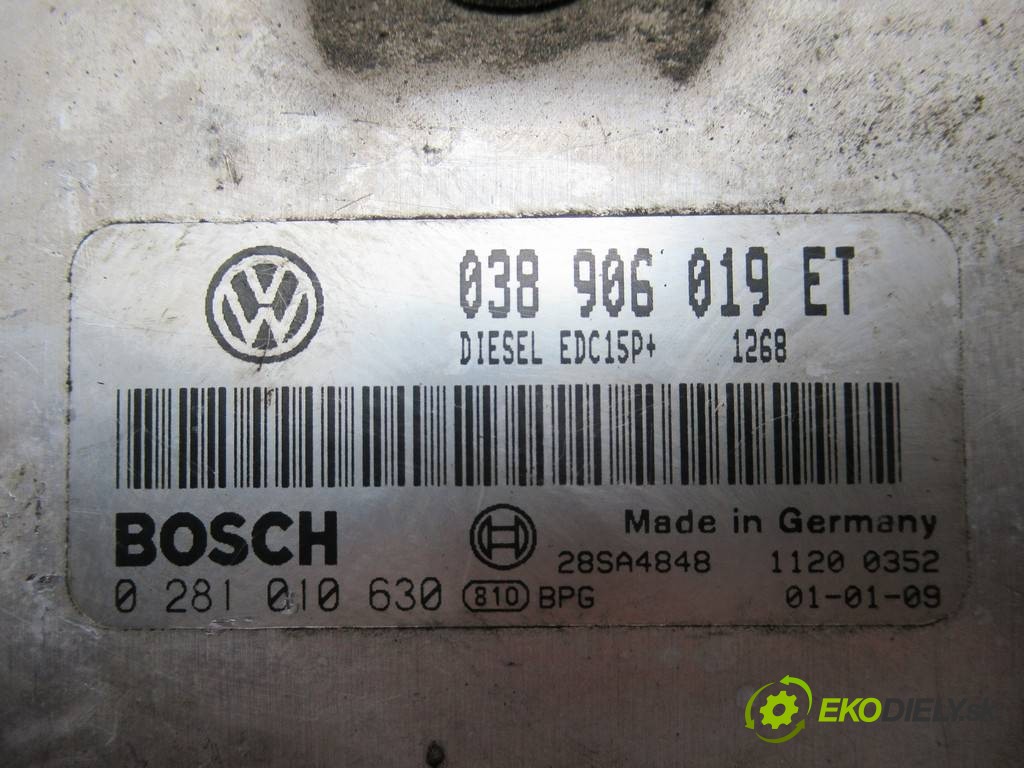 VW
038 906 019 ET
DIESEL EDC15P+ 1268
BOSCH
Made in Germany
28SA4848 1120 0352
0 281 010 630 810 BPG 01-01-09
EKODIELY.sk